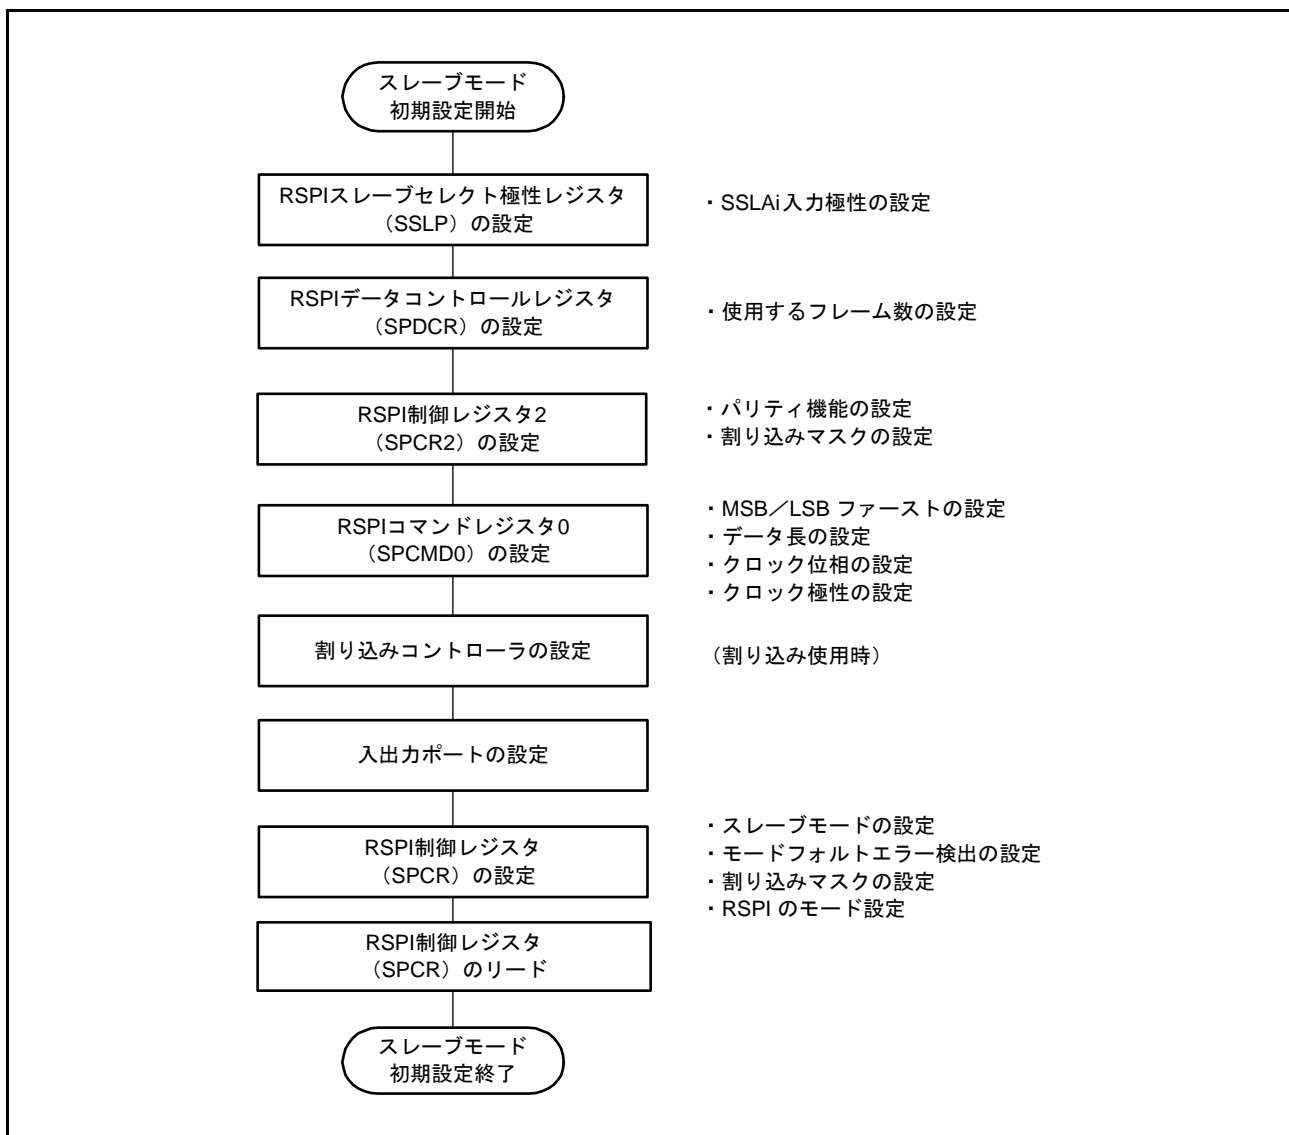 スレーブモード
初期設定開始
RSPIスレーブセレクト極性レジスタ
（SSLP）の設定
・SSLAi入力極性の設定
RSPIデータコントロールレジスタ
（SPDCR）の設定
・使用するフレーム数の設定
RSPI制御レジスタ2
（SPCR2）の設定
・パリティ機能の設定
・割り込みマスクの設定
RSPIコマンドレジスタ0
（SPCMD0）の設定
・MSB／LSB ファーストの設定
・データ長の設定
・クロック位相の設定
・クロック極性の設定
割り込みコントローラの設定
（割り込み使用時）
入出力ポートの設定
RSPI制御レジスタ
（SPCR）の設定
・スレーブモードの設定
・モードフォルトエラー検出の設定
・割り込みマスクの設定
・RSPI のモード設定
RSPI制御レジスタ
（SPCR）のリード
スレーブモード
初期設定終了